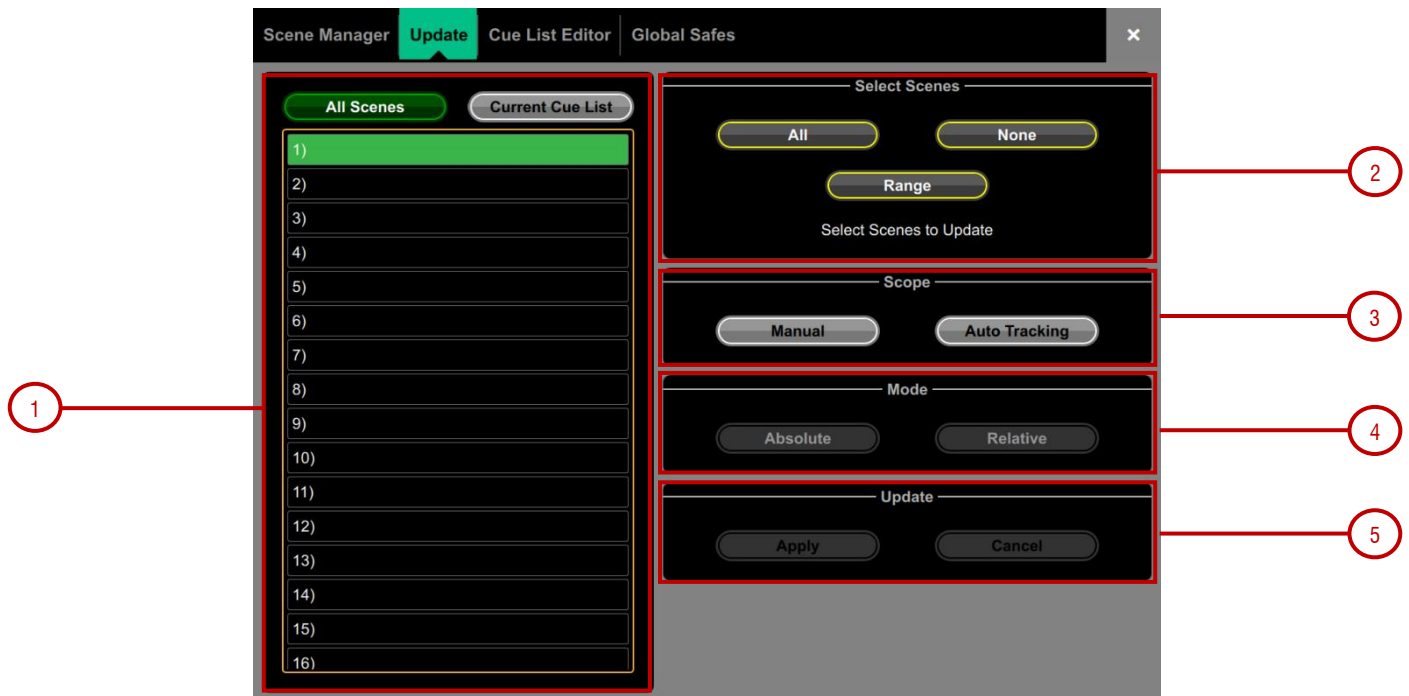 Scene Manager Update Cue List Editor Global Safes ×
All Scenes Current Cue List
1)
2)
3)
4)
5)
6)
7)
8)
9)
10)
11)
12)
13)
14)
15)
16)
1
Select Scenes
All None
Range
Select Scenes to Update
2
Scope
Manual Auto Tracking
3
Mode
Absolute Relative
4
Update
Apply Cancel
5